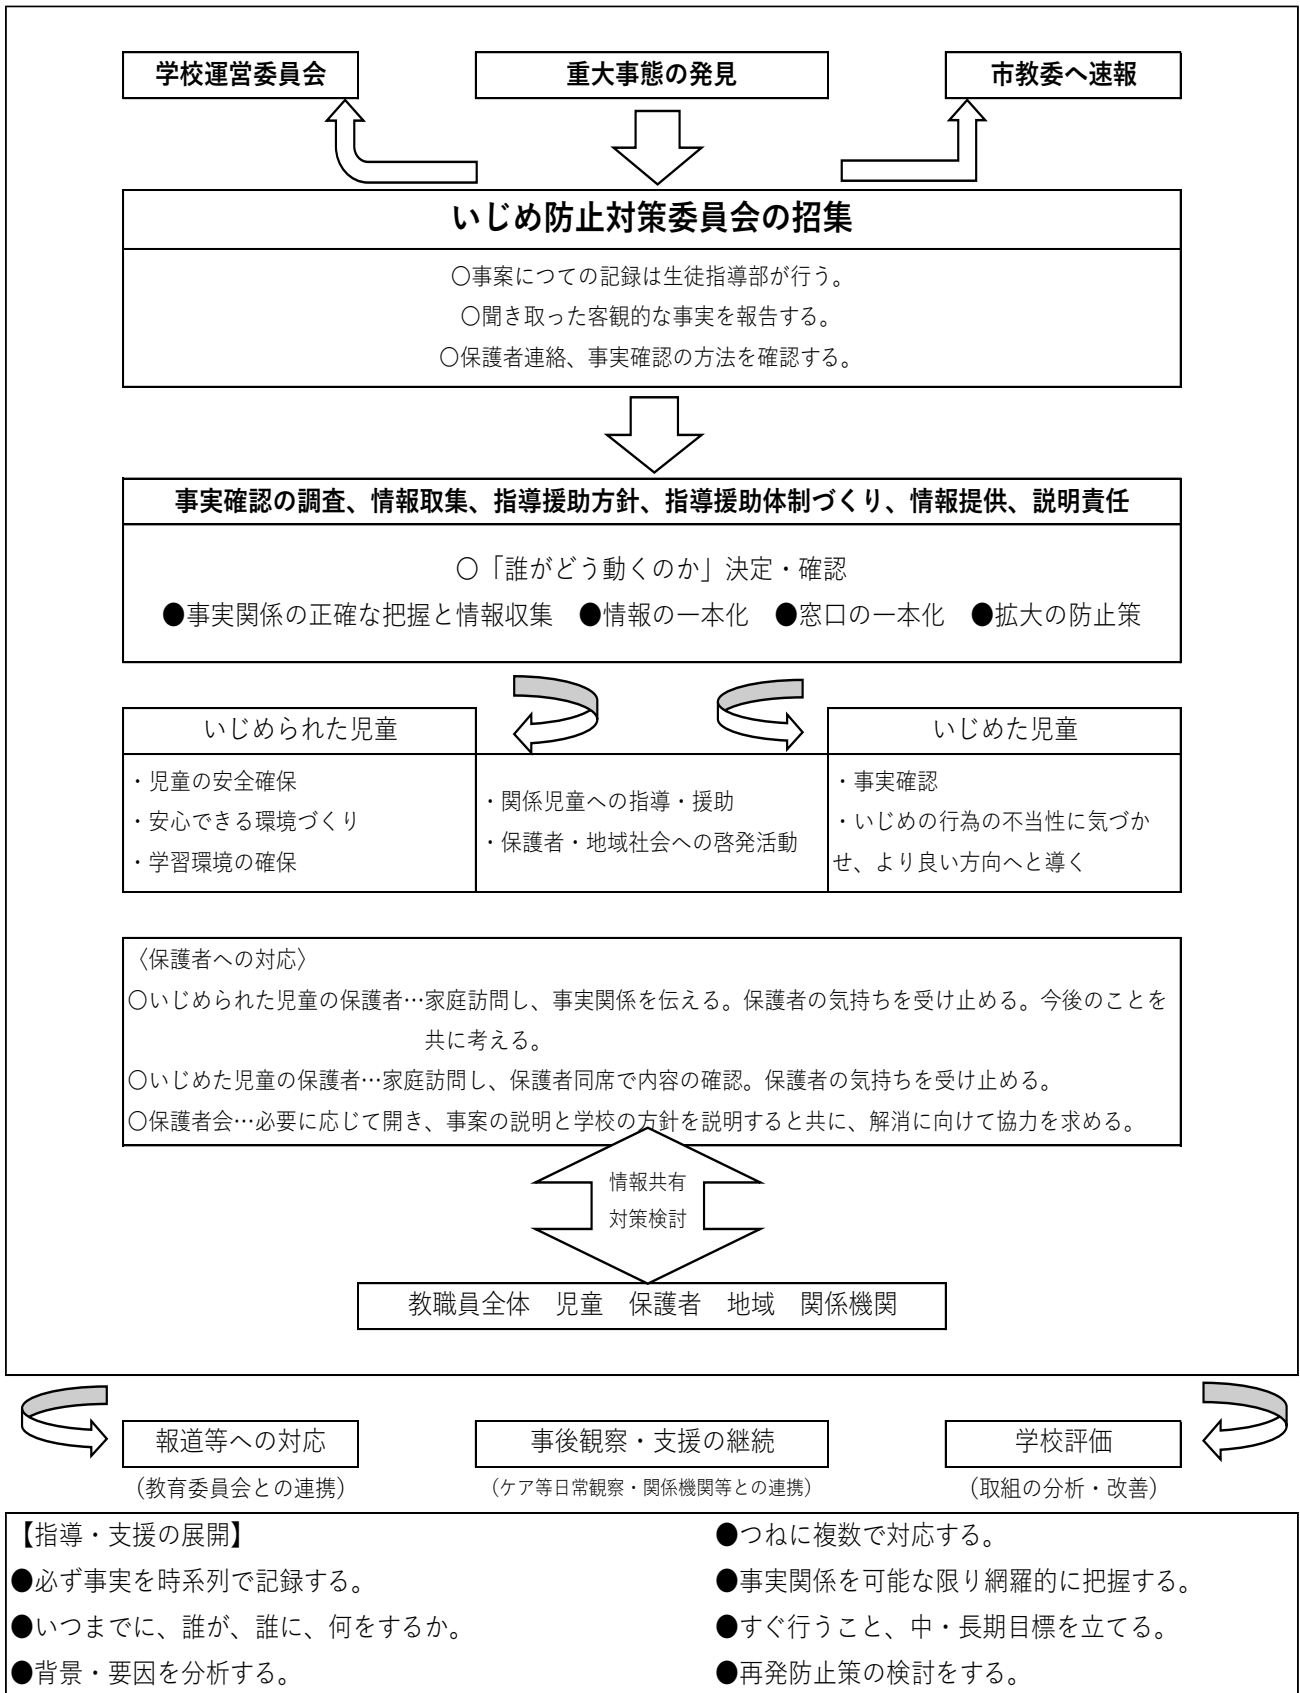 学校運営委員会
重大事態の発見
市教委へ速報
いじめ防止対策委員会の招集
〇事案につての記録は生徒指導部が行う。
〇聞き取った客観的な事実を報告する。
〇保護者連絡、事実確認の方法を確認する。
事実確認の調査、情報取集、指導援助方針、指導援助体制づくり、情報提供、説明責任
〇「誰がどう動くのか」決定・確認
●事実関係の正確な把握と情報収集　●情報の一本化　●窓口の一本化　●拡大の防止策
いじめられた児童
・児童の安全確保
・安心できる環境づくり
・学習環境の確保
・関係児童への指導・援助
・保護者・地域社会への啓発活動
いじめた児童
・事実確認
・いじめの行為の不当性に気づか
せ、より良い方向へと導く
〈保護者への対応〉
〇いじめられた児童の保護者…家庭訪問し、事実関係を伝える。保護者の気持ちを受け止める。今後のことを
共に考える。
〇いじめた児童の保護者…家庭訪問し、保護者同席で内容の確認。保護者の気持ちを受け止める。
〇保護者会…必要に応じて開き、事案の説明と学校の方針を説明すると共に、解消に向けて協力を求める。
情報共有
対策検討
教職員全体　児童　保護者　地域　関係機関
報道等への対応
（教育委員会との連携）
事後観察・支援の継続
（ケア等日常観察・関係機関等との連携）
学校評価
（取組の分析・改善）
【指導・支援の展開】
●必ず事実を時系列で記録する。
●いつまでに、誰が、誰に、何をするか。
●背景・要因を分析する。
●つねに複数で対応する。
●事実関係を可能な限り網羅的に把握する。
●すぐ行うこと、中・長期目標を立てる。
●再発防止策の検討をする。